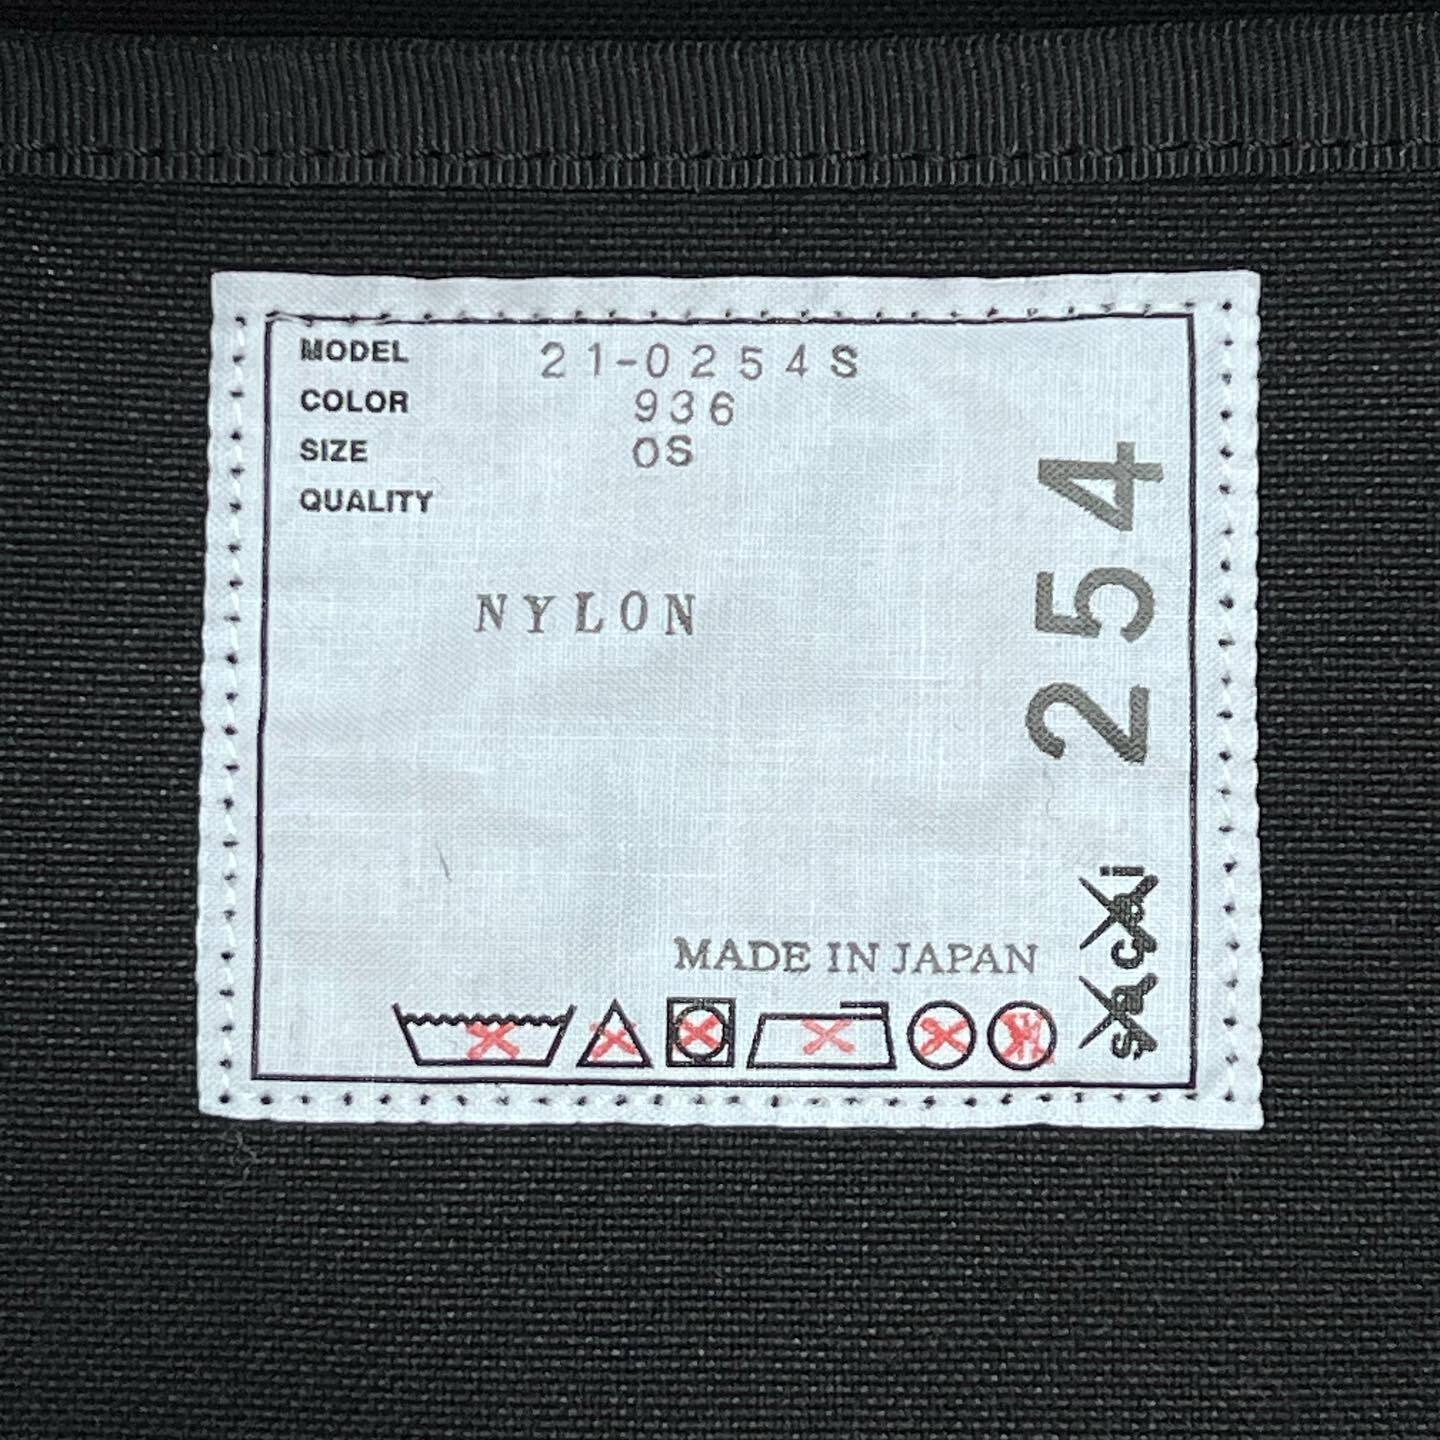 MODEL 21-0254S
COLOR 936
SIZE OS
QUALITY
NYLON
MADE IN JAPAN
sacai
254